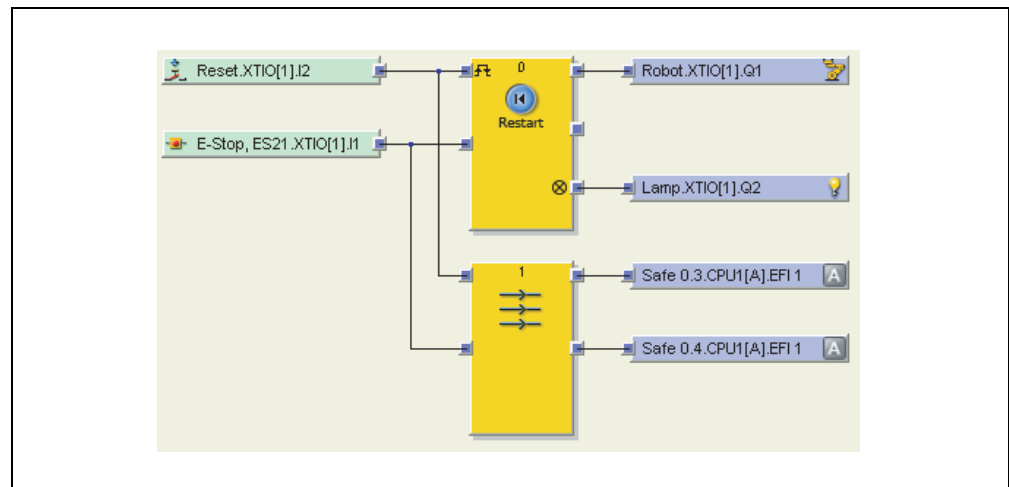 Reset.XTIO[1].I2
0
Robot.XTIO[1].Q1
Restart
E-Stop, ES21.XTIO[1].I1
Lamp.XTIO[1].Q2
1
Safe 0.3.CPU1[A].EFI 1
A
Safe 0.4.CPU1[A].EFI 1
A